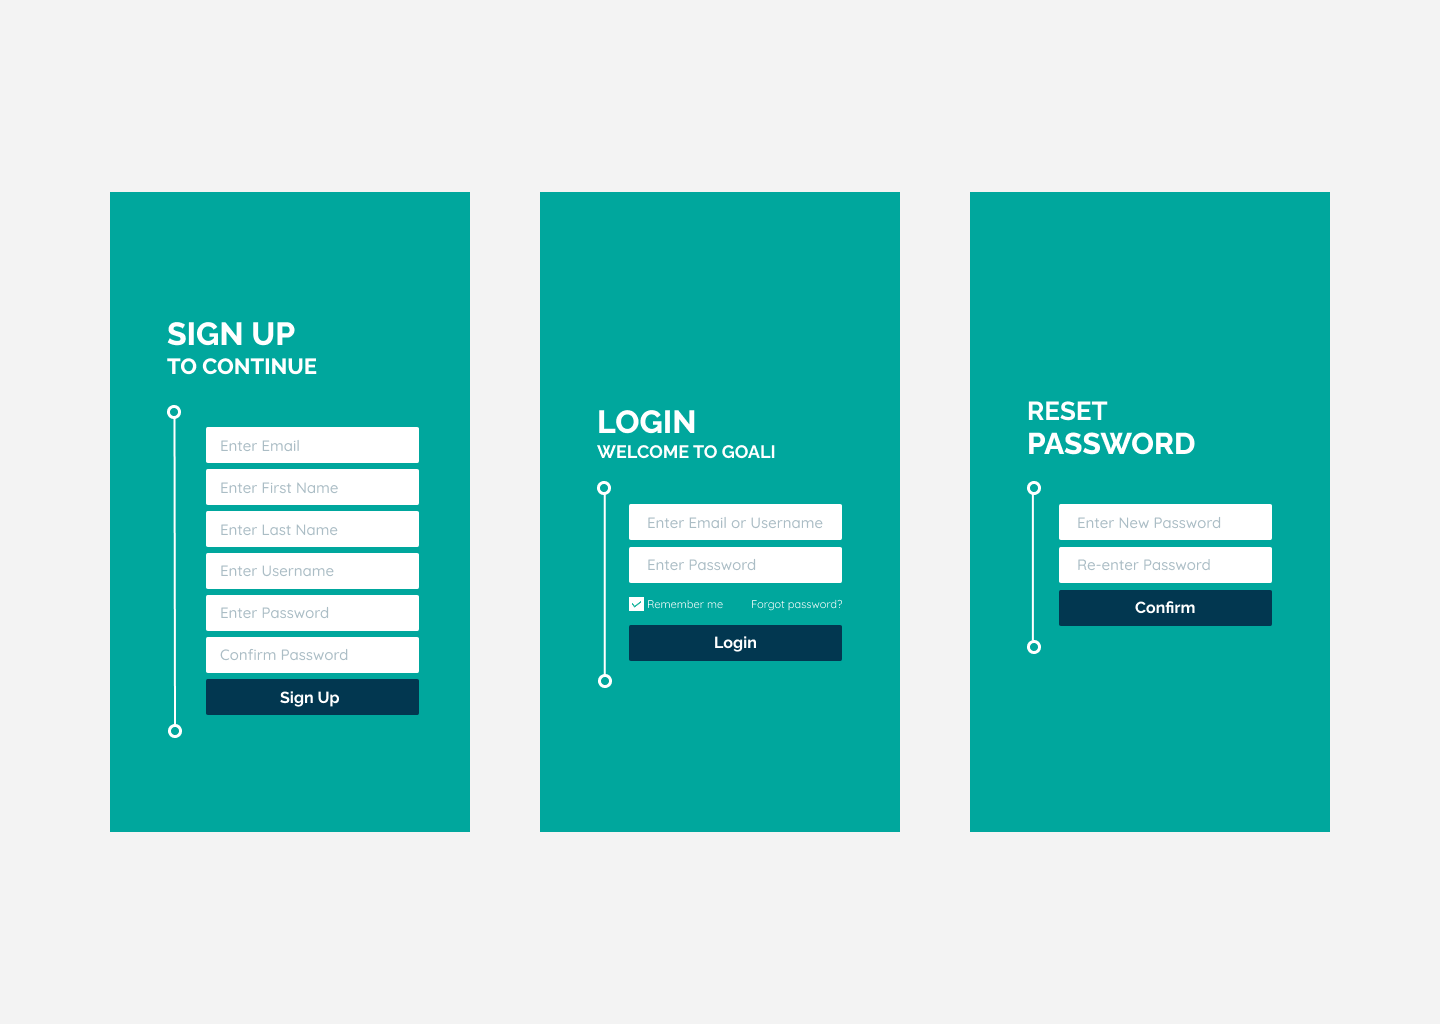 SIGN UP
TO CONTINUE
Enter Email
Enter First Name
Enter Last Name
Enter Username
Enter Password
Confirm Password
Sign Up
LOGIN
WELCOME TO GOALI
Enter Email or Username
Enter Password
Remember me
Forgot password?
Login
RESET
PASSWORD
Enter New Password
Re-enter Password
Confirm